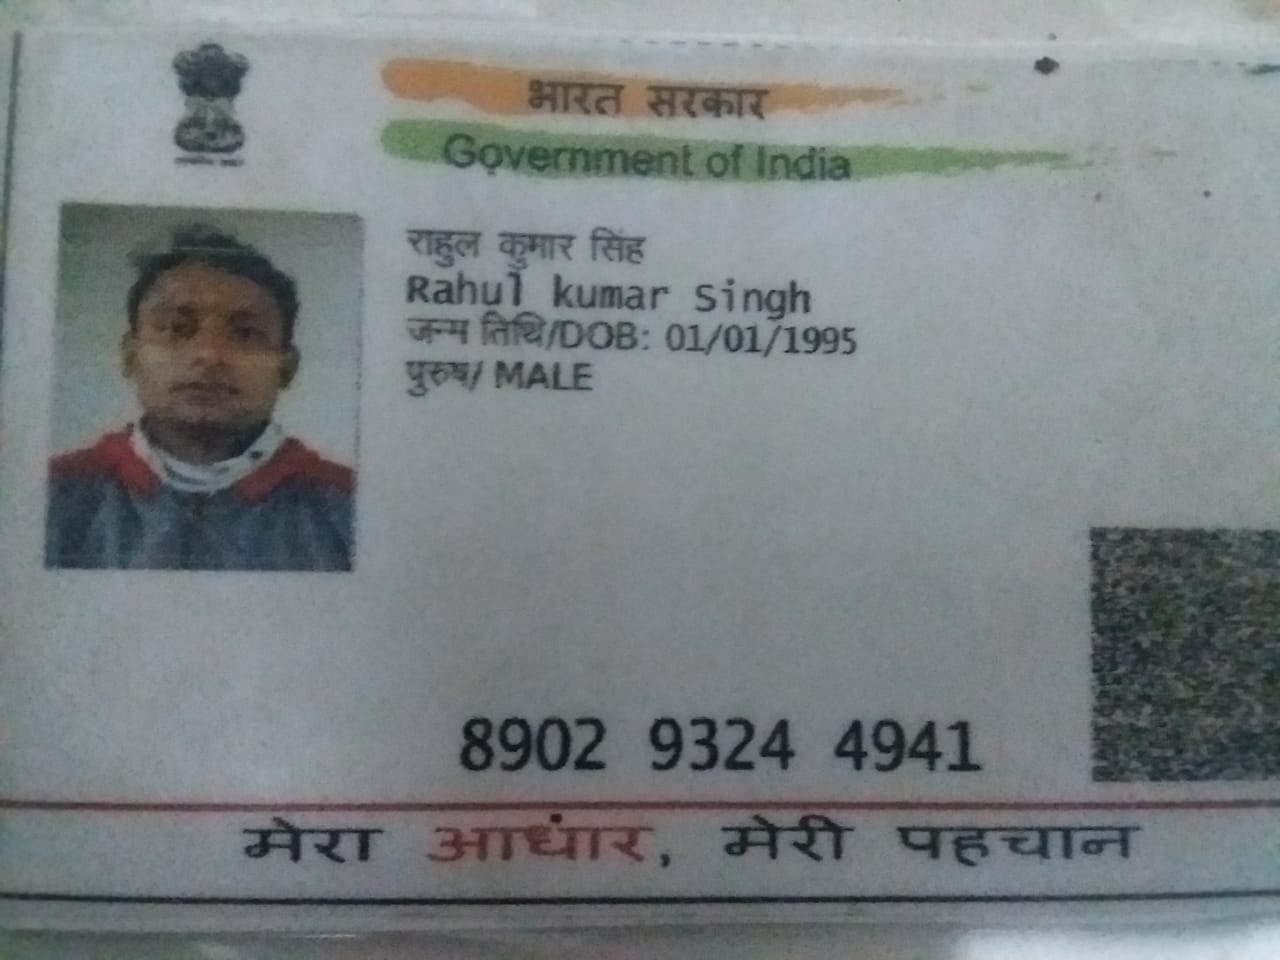 भारत सरकार
Government of India
राहुल कुमार सिंह
Rahul kumar Singh
जन्म तिथि/DOB: 01/01/1995
पुरुष/ MALE
8902 9324 4941
मेरा आधार, मेरी पहचान